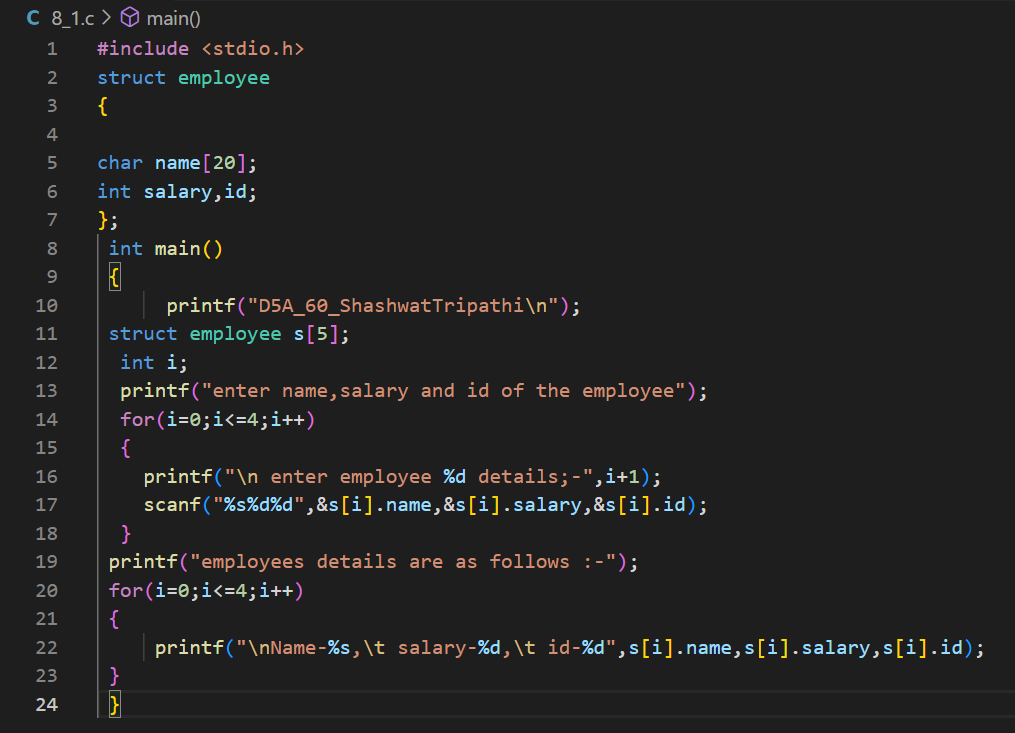 C 8_1.c > main()
1 #include <stdio.h>
2 struct employee
3 {
4
5 char name[20];
6 int salary,id;
7 };
8 int main()
9 {
10 printf("D5A_60_ShashwatTripathi\n");
11 struct employee s[5];
12 int i;
13 printf("enter name,salary and id of the employee");
14 for(i=0;i<=4;i++)
15 {
16 printf("\n enter employee %d details;-",i+1);
17 scanf("%s%d%d",&s[i].name,&s[i].salary,&s[i].id);
18 }
19 printf("employees details are as follows :-");
20 for(i=0;i<=4;i++)
21 {
22 printf("\nName-%s,\t salary-%d,\t id-%d",s[i].name,s[i].salary,s[i].id);
23 }
24 }